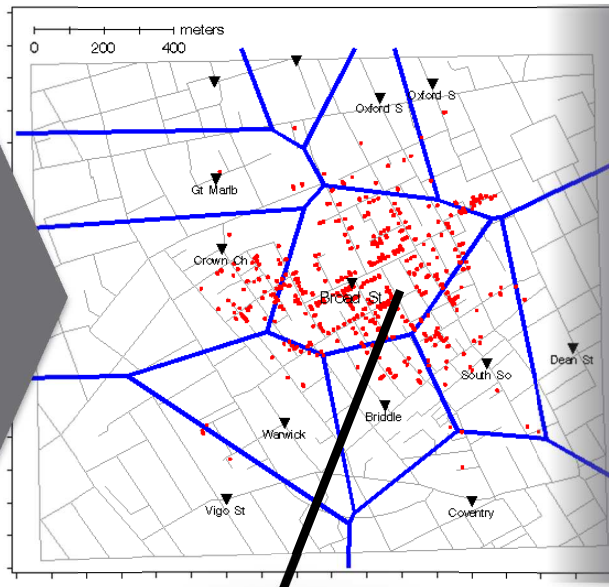 meters
0 200 400
Oxford S
Oxford S
Gt Marlb
Crown Ch
Broad St
Dean St
South So
Briddle
Warwick
Vigo St
Coventry